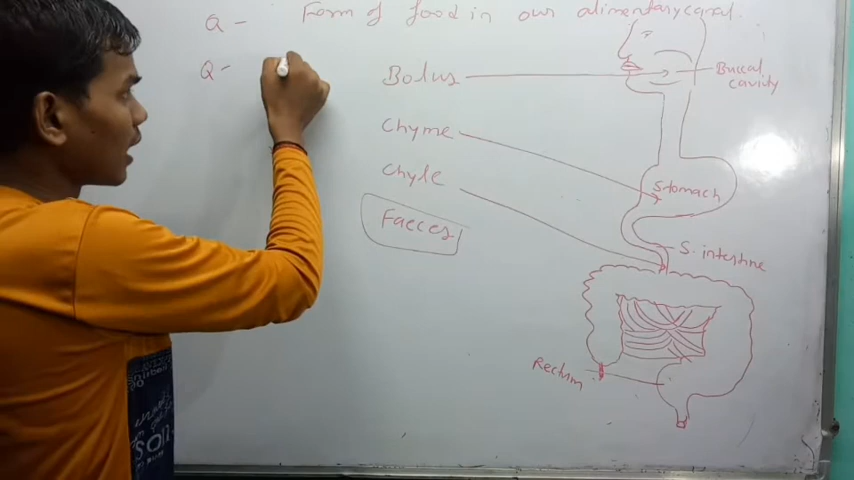 Q - Form of food in our alimentary canal.
Q -
Bolus
Buccal
cavity
Chyme
Chyle
Stomach
Faeces
S. intestine
Rectum